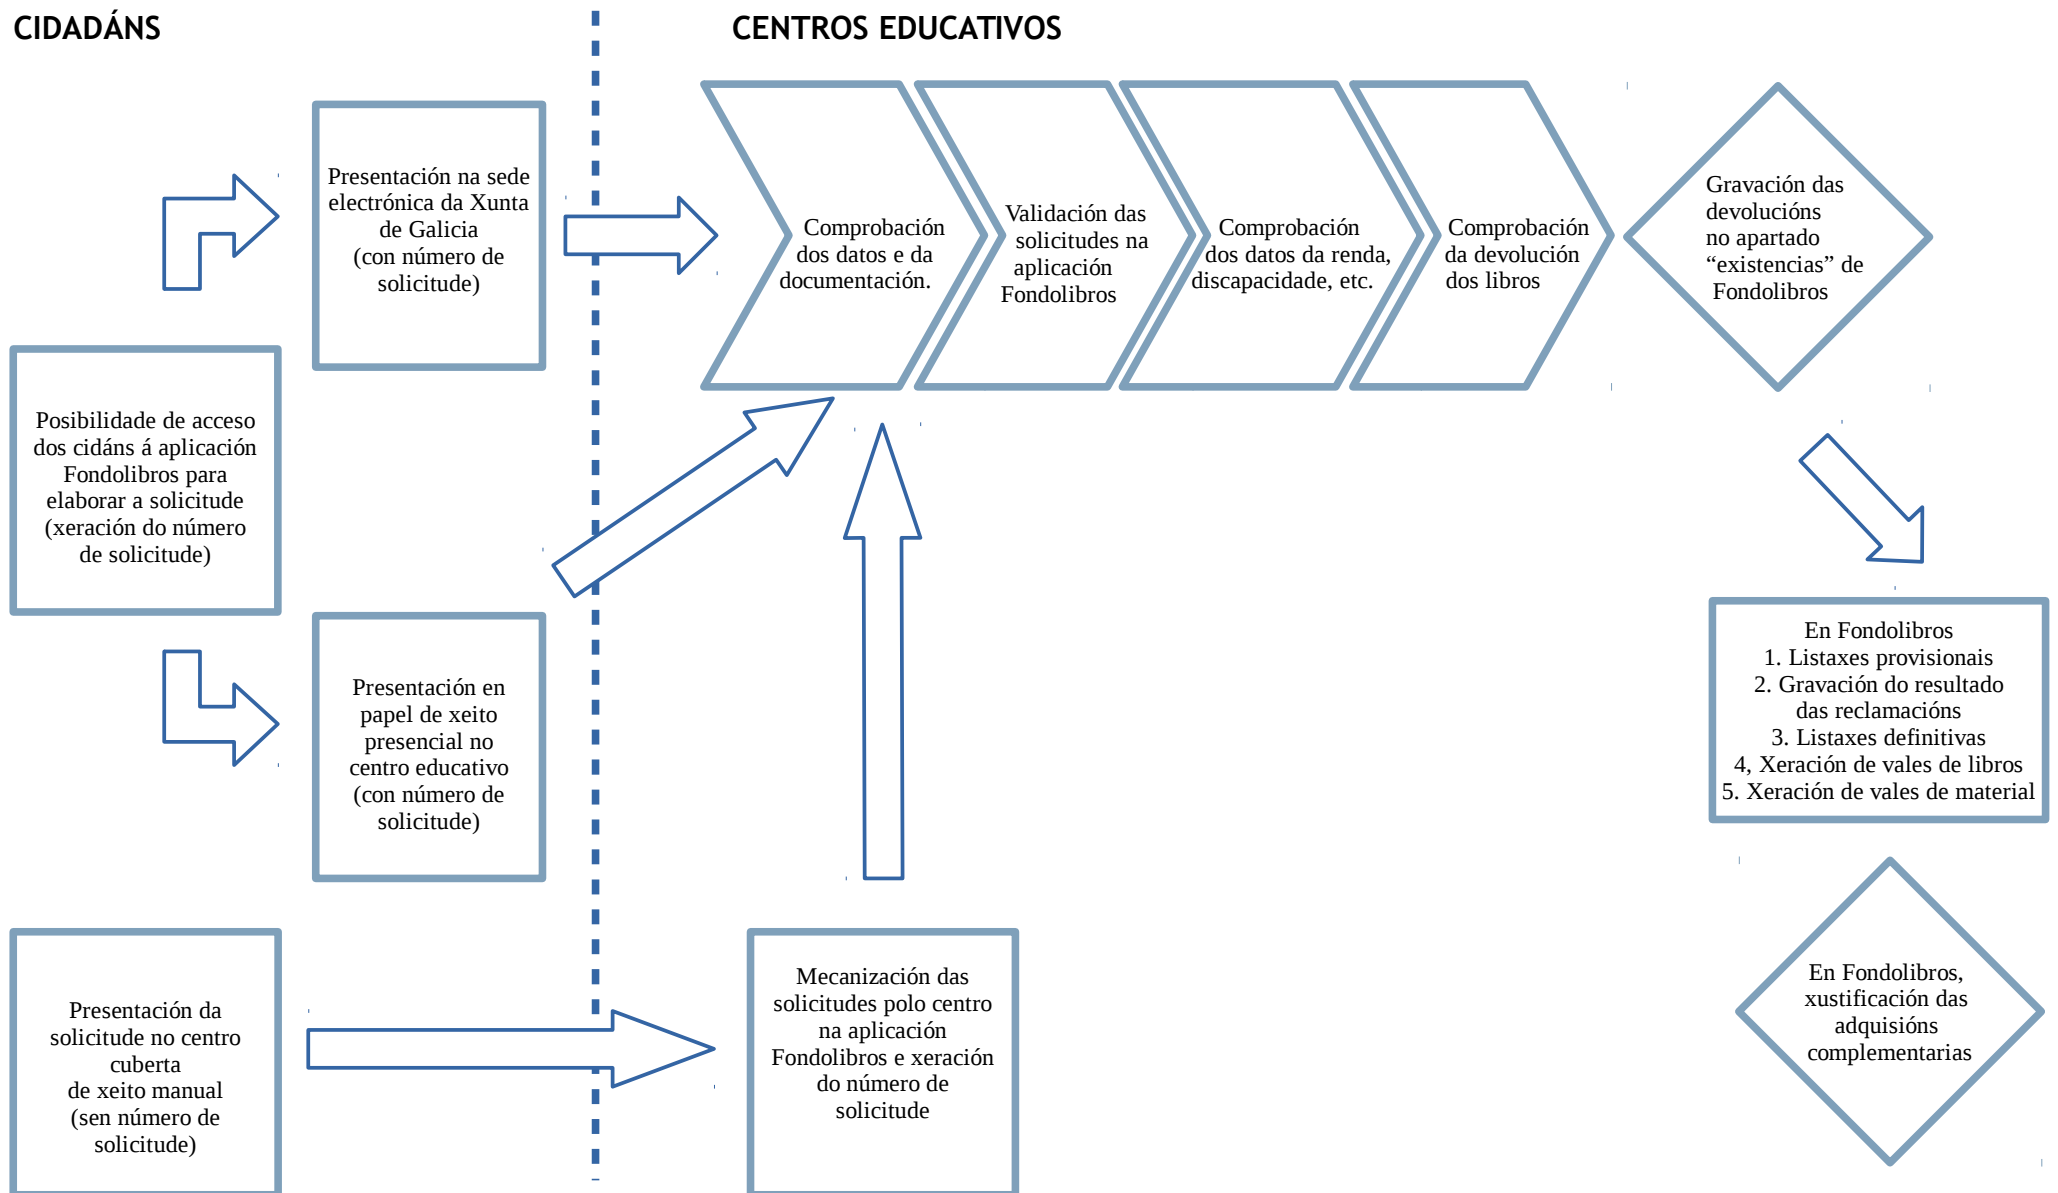 CIDADÁNS
CENTROS EDUCATIVOS
Presentación na sede
electrónica da Xunta
de Galicia
(con número de
solicitude)
Comprobación
dos datos e da
documentación.
Validación das
solicitudes na
aplicación
Fondolibros
Comprobación
dos datos da renda,
discapacidade, etc.
Comprobación
da devolución
dos libros
Gravación das
devolucións
no apartado
“existencias” de
Fondolibros
Posibilidade de acceso
dos cidáns á aplicación
Fondolibros para
elaborar a solicitude
(xeración do número
de solicitude)
Presentación en
papel de xeito
presencial no
centro educativo
(con número de
solicitude)
En Fondolibros
1. Listaxes provisionais
2. Gravación do resultado
das reclamacións
3. Listaxes definitivas
4, Xeración de vales de libros
5. Xeración de vales de material
Presentación da
solicitude no centro
cuberta
de xeito manual
(sen número de
solicitude)
Mecanización das
solicitudes polo centro
na aplicación
Fondolibros e xeración
do número de
solicitude
En Fondolibros,
xustificación das
adquisións
complementarias